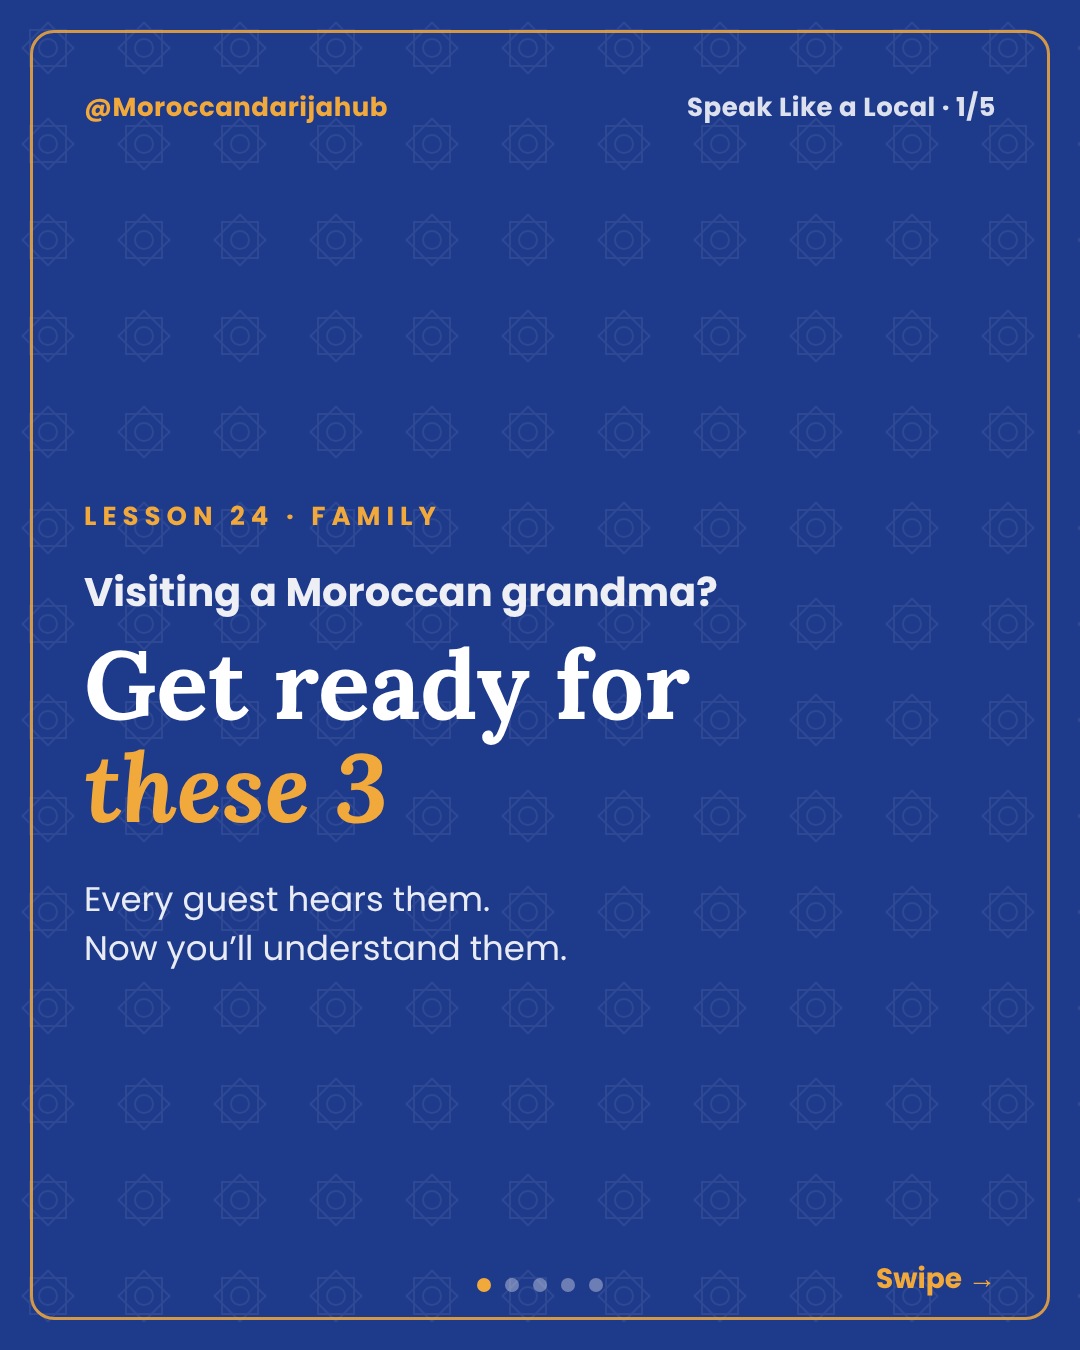 @Moroccandarijahub
Speak Like a Local · 1/5
LESSON 24 · FAMILY
Visiting a Moroccan grandma?
Get ready for
these 3
Every guest hears them.
Now you’ll understand them.
Swipe →